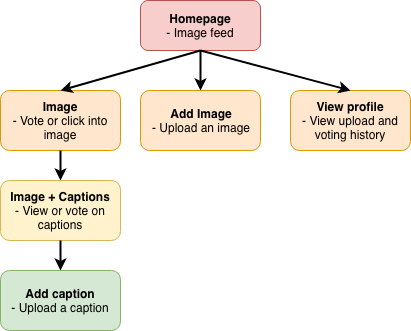 Homepage
- Image feed
Image
- Vote or click into
image
Add Image
- Upload an image
View profile
- View upload and
voting history
Image + Captions
- View or vote on
captions
Add caption
- Upload a caption